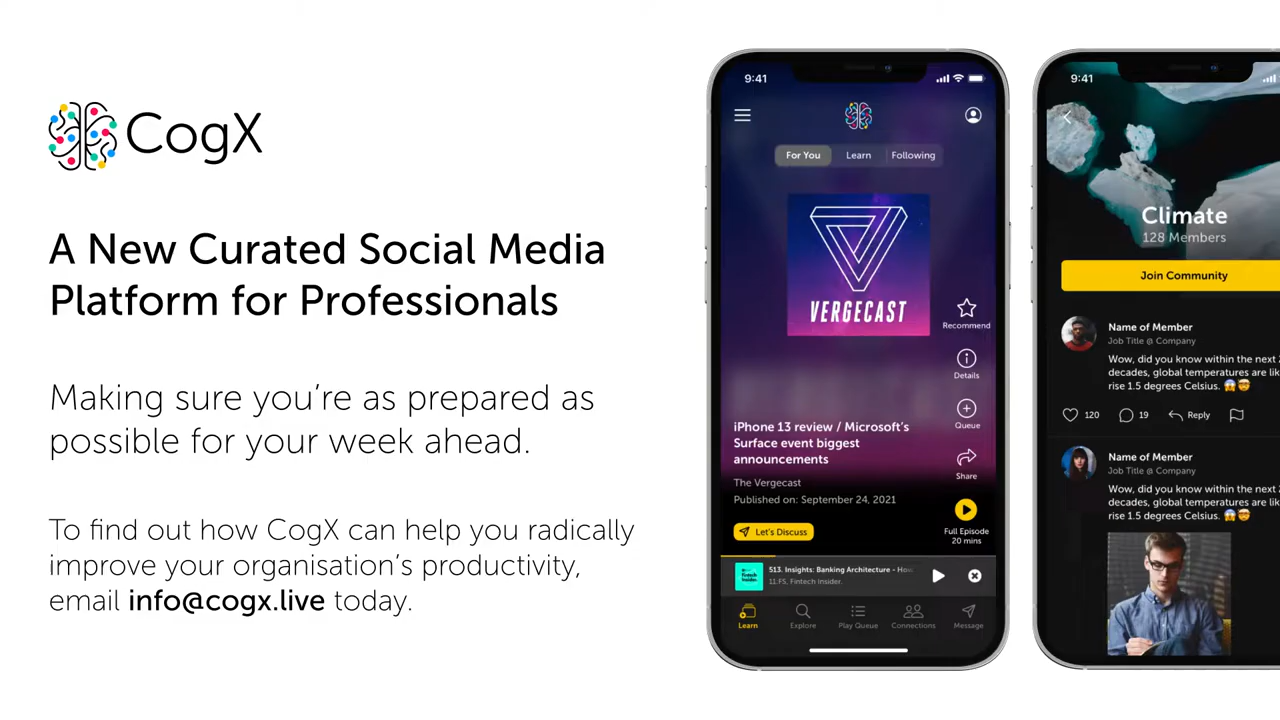 CogX
A New Curated Social Media
Platform for Professionals
Making sure you're as prepared as
possible for your week ahead.
To find out how CogX can help you radically
improve your organisation's productivity,
email info@cogx.live today.
9:41
For You Learn Following
VERGECAST
Recommend
Details
Queue
Share
iPhone 13 review / Microsoft's
Surface event biggest
announcements
The Vergecast
Published on: September 24, 2021
Let's Discuss
Full Episode
20 mins
513. Insights: Banking Architecture - How
11:FS, Fintech Insider.
Learn Explore Play Queue Connections Message
9:41
Climate
128 Members
Join Community
Name of Member
Job Title @ Company
Wow, did you know within the next
decades, global temperatures are
rise 1.5 degrees Celsius. 😱🤯
120 19 Reply
Name of Member
Job Title @ Company
Wow, did you know within the next
decades, global temperatures are
rise 1.5 degrees Celsius. 😱🤯